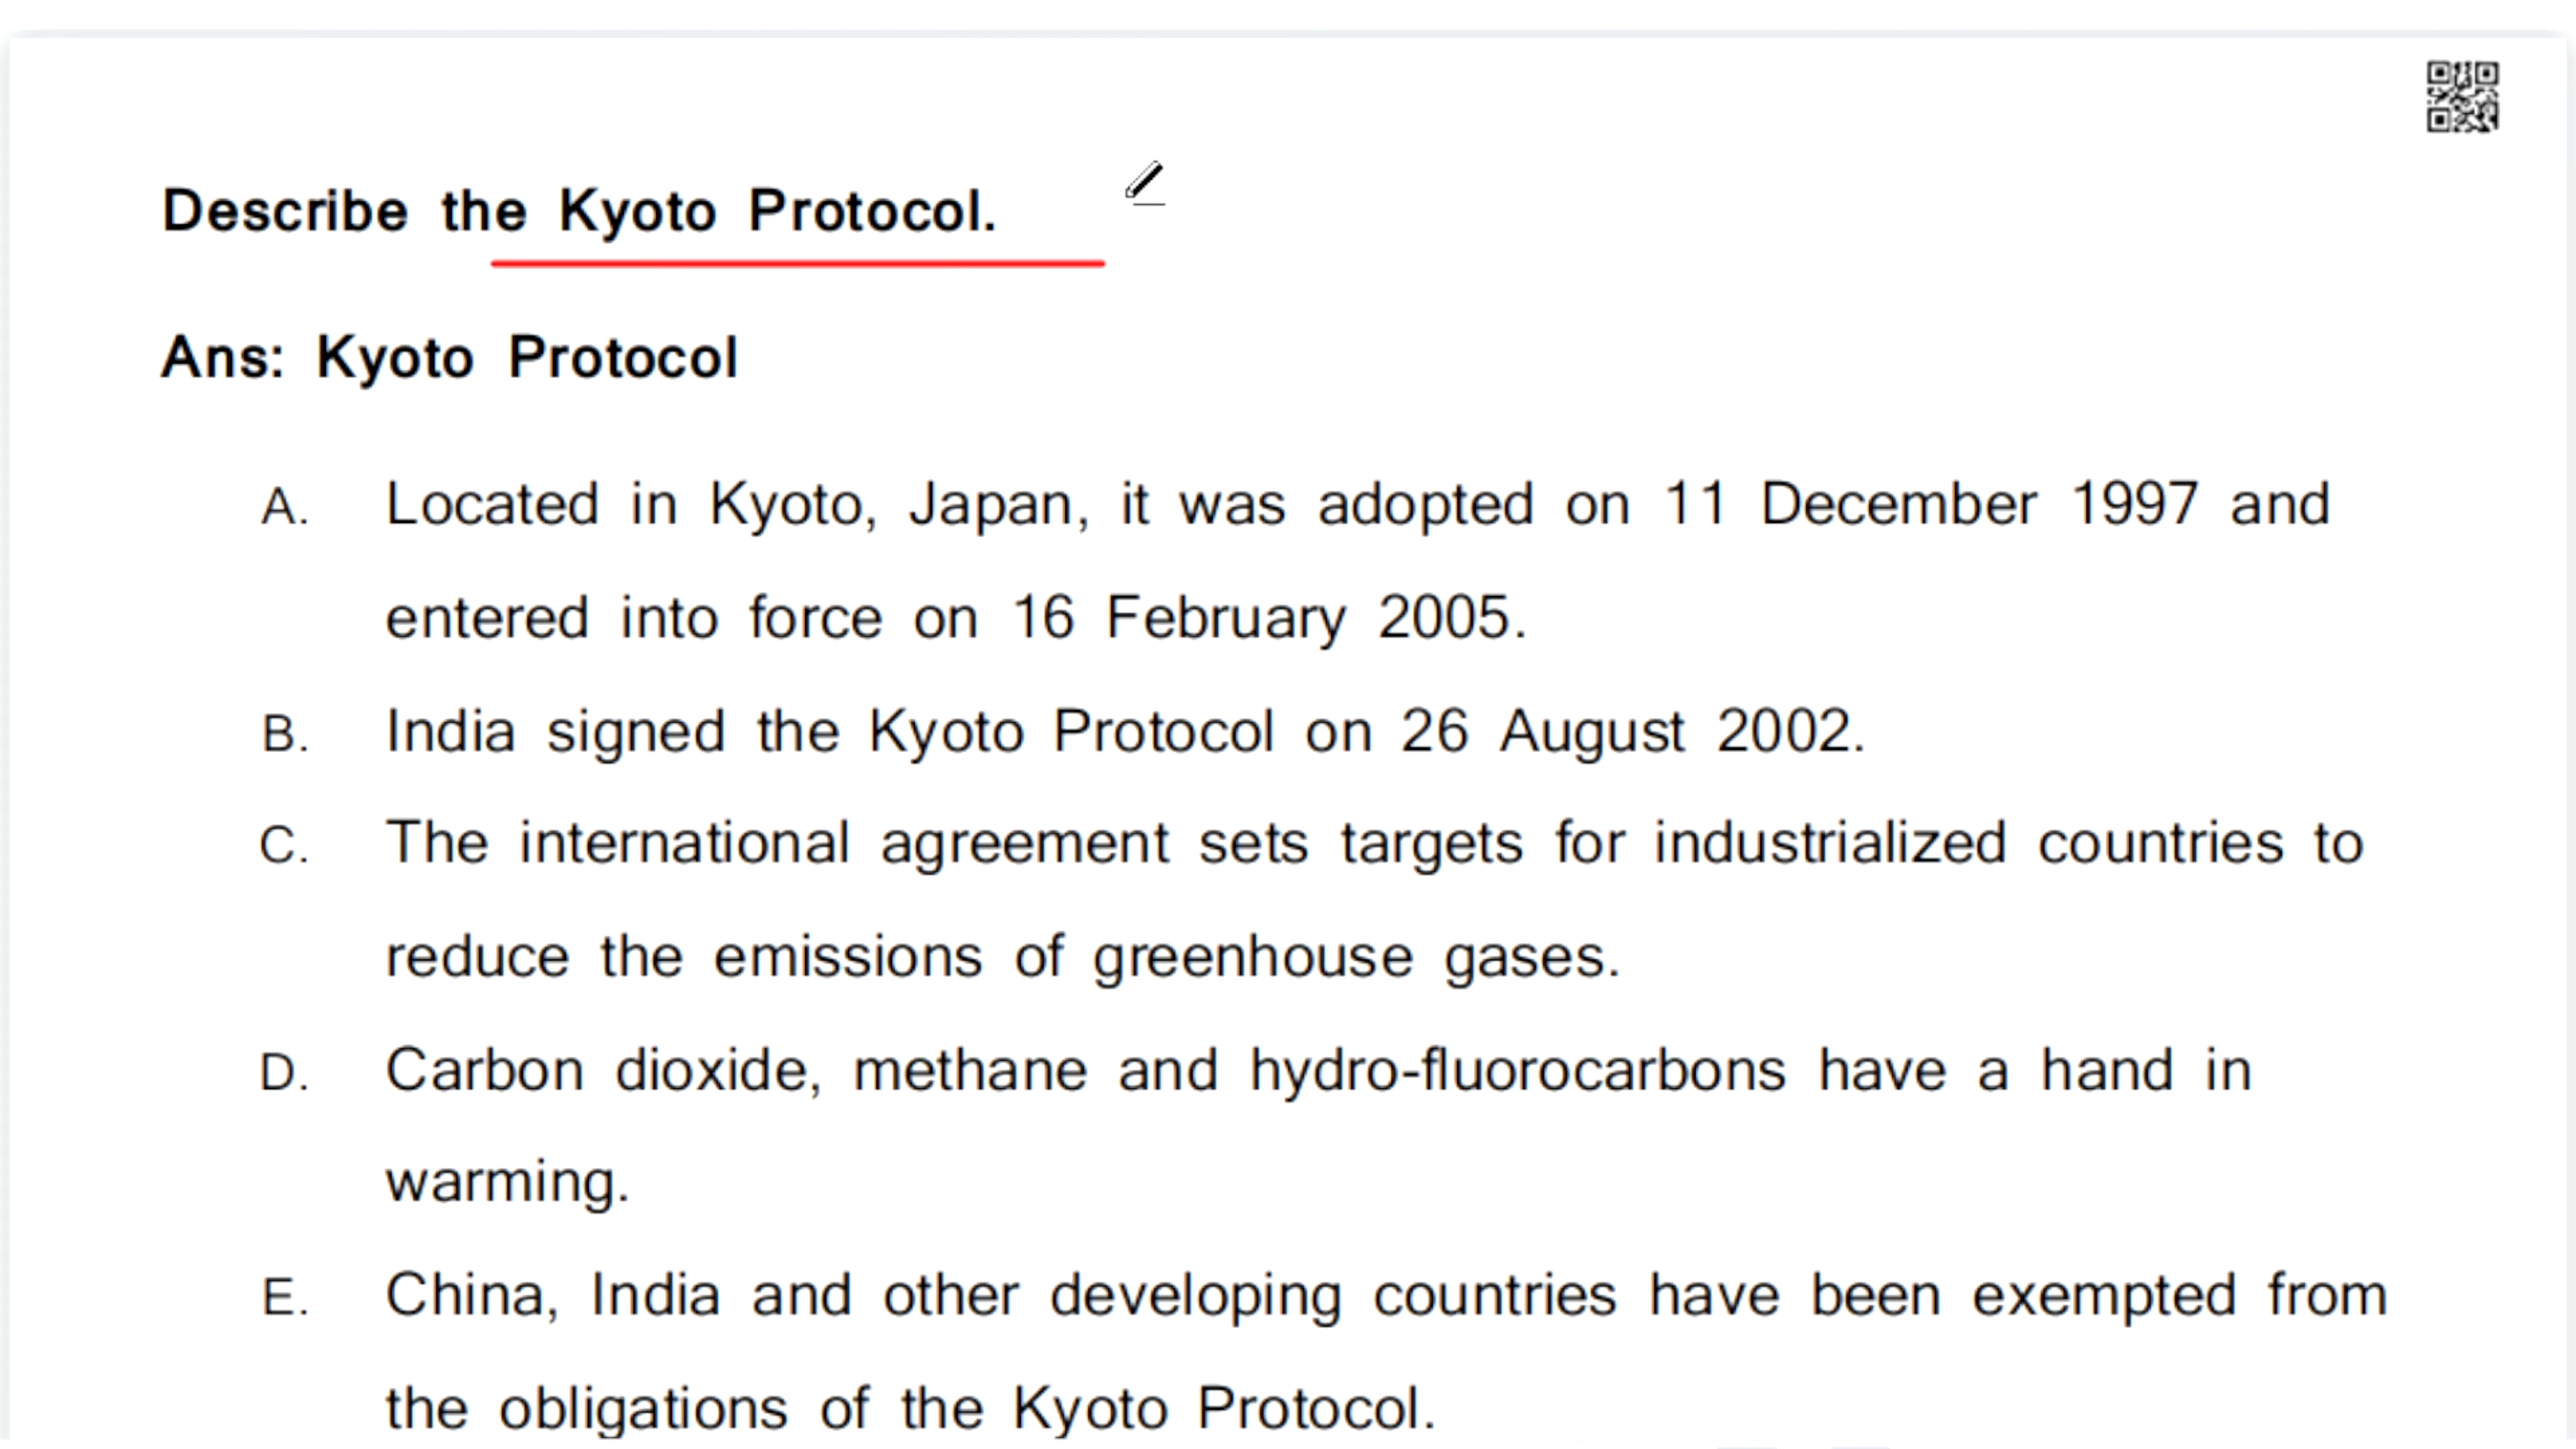 Describe the Kyoto Protocol.
Ans: Kyoto Protocol
A. Located in Kyoto, Japan, it was adopted on 11 December 1997 and
entered into force on 16 February 2005.
B. India signed the Kyoto Protocol on 26 August 2002.
C. The international agreement sets targets for industrialized countries to
reduce the emissions of greenhouse gases.
D. Carbon dioxide, methane and hydro-fluorocarbons have a hand in
warming.
E. China, India and other developing countries have been exempted from
the obligations of the Kyoto Protocol.